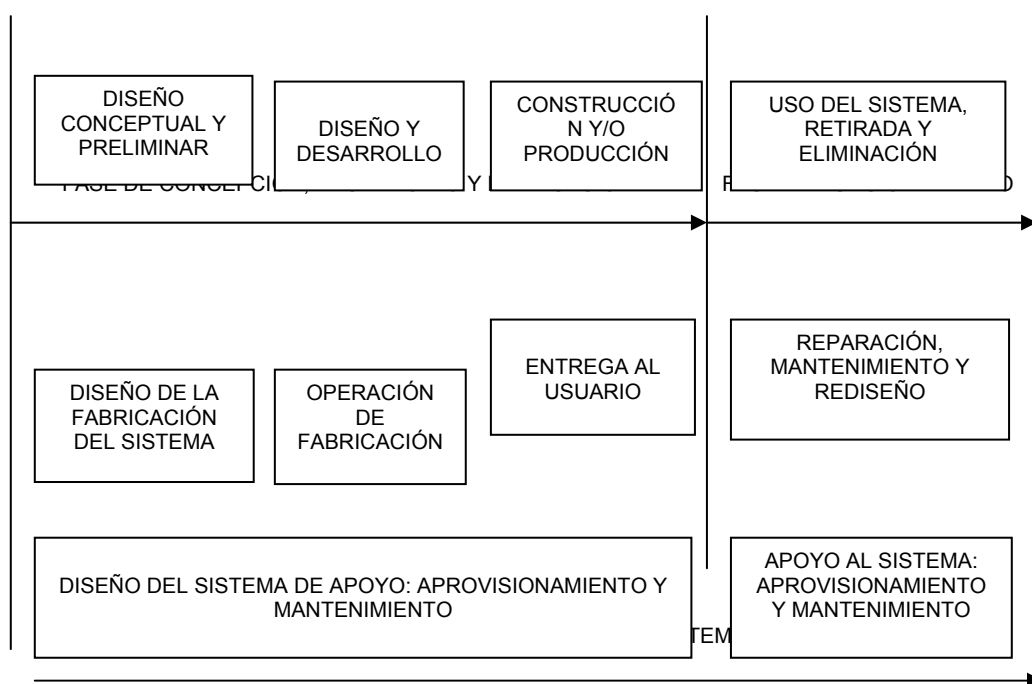 DISEÑO
CONCEPTUAL Y
PRELIMINAR
DISEÑO Y
DESARROLLO
CONSTRUCCIÓ
N Y/O
PRODUCCIÓN
USO DEL SISTEMA,
RETIRADA Y
ELIMINACIÓN
Y
DISEÑO DE LA
FABRICACIÓN
DEL SISTEMA
OPERACIÓN
DE
FABRICACIÓN
ENTREGA AL
USUARIO
REPARACIÓN,
MANTENIMIENTO Y
REDISEÑO
DISEÑO DEL SISTEMA DE APOYO: APROVISIONAMIENTO Y
MANTENIMIENTO
APOYO AL SISTEMA:
APROVISIONAMIENTO
Y MANTENIMIENTO